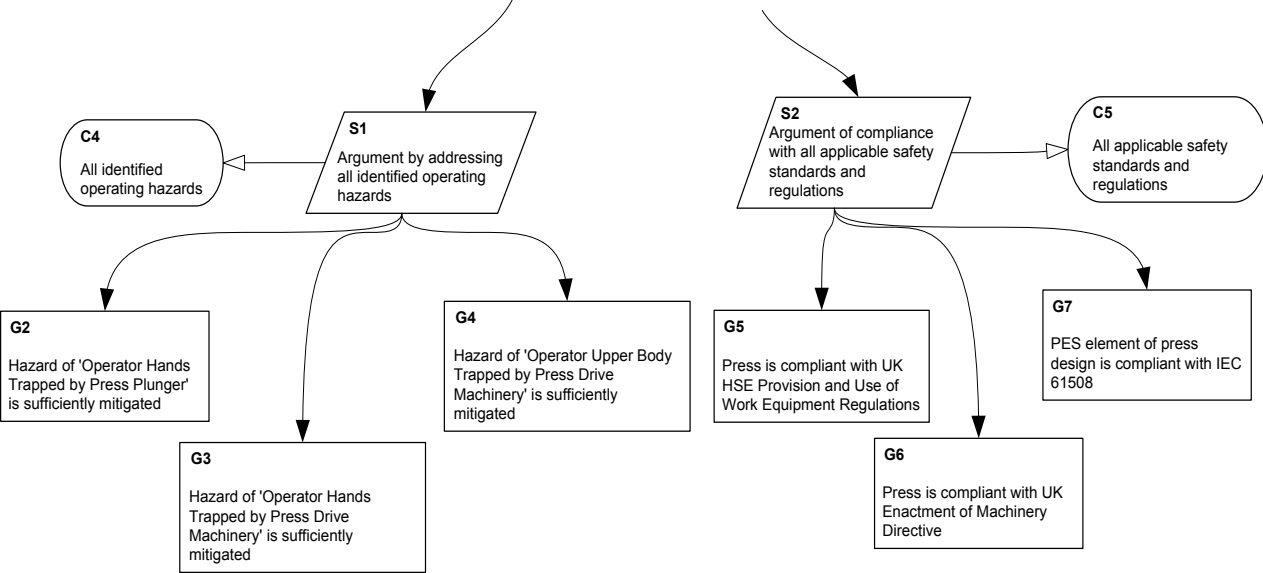 C4
All identified
operating hazards
S1
Argument by addressing
all identified operating
hazards
S2
Argument of compliance
with all applicable safety
standards and
regulations
C5
All applicable safety
standards and
regulations
G2
Hazard of 'Operator Hands
Trapped by Press Plunger'
is sufficiently mitigated
G3
Hazard of 'Operator Hands
Trapped by Press Drive
Machinery' is sufficiently
mitigated
G4
Hazard of 'Operator Upper Body
Trapped by Press Drive
Machinery' is sufficiently
mitigated
G5
Press is compliant with UK
HSE Provision and Use of
Work Equipment Regulations
G6
Press is compliant with UK
Enactment of Machinery
Directive
G7
PES element of press
design is compliant with IEC
61508